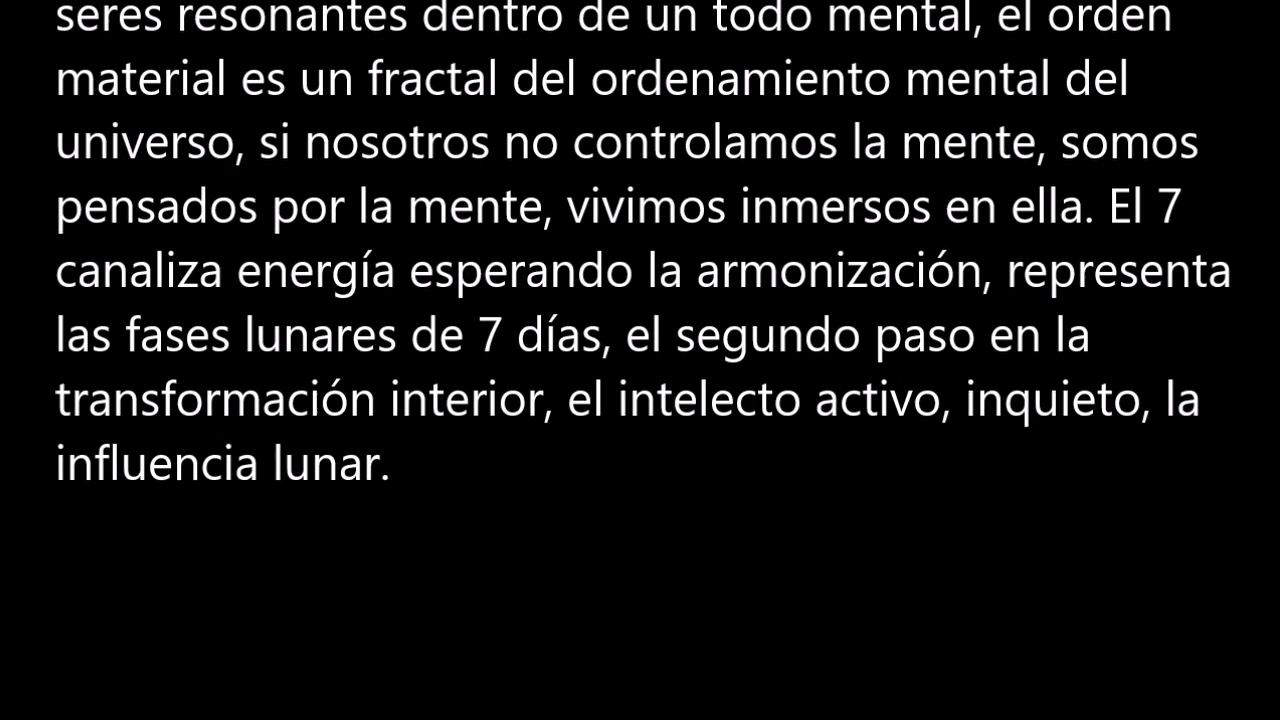 seres resonantes dentro de un todo mental, el orden
material es un fractal del ordenamiento mental del
universo, si nosotros no controlamos la mente, somos
pensados por la mente, vivimos inmersos en ella. El 7
canaliza energía esperando la armonización, representa
las fases lunares de 7 días, el segundo paso en la
transformación interior, el intelecto activo, inquieto, la
influencia lunar.